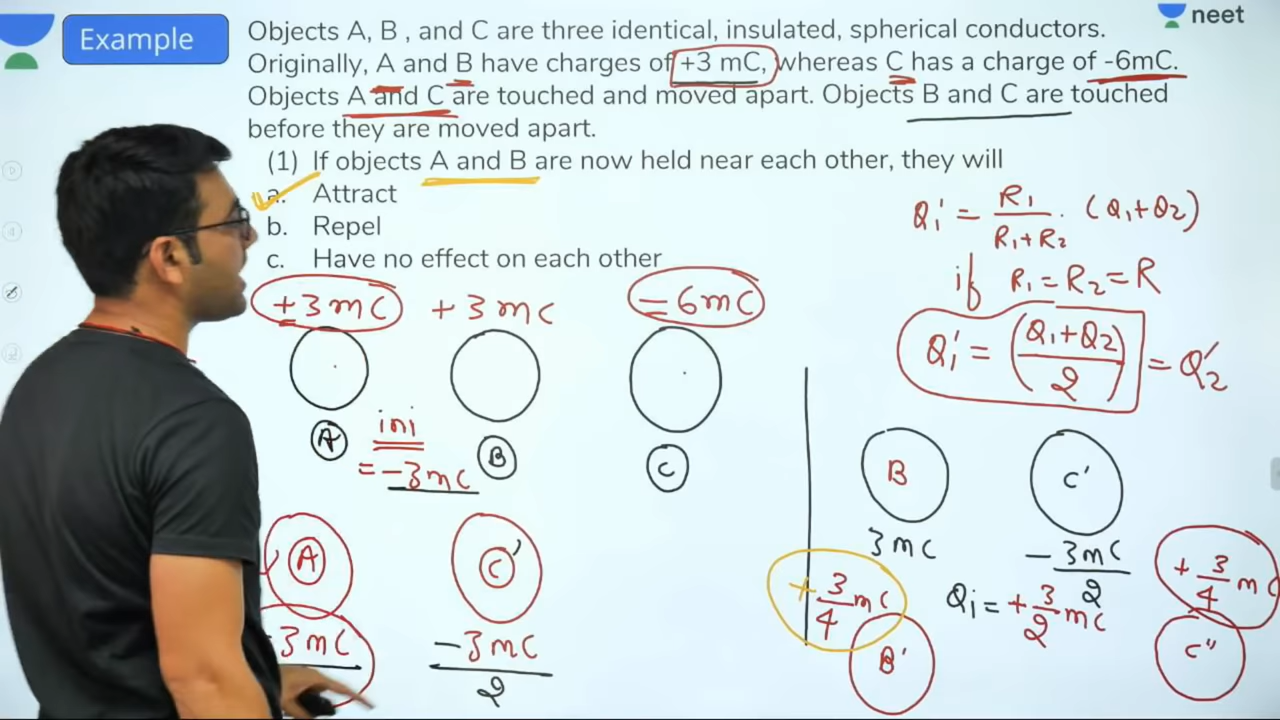 Example
neet
Objects A, B , and C are three identical, insulated, spherical conductors.
Originally, A and B have charges of +3 mC, whereas C has a charge of -6mC.
Objects A and C are touched and moved apart. Objects B and C are touched
before they are moved apart.
(1) If objects A and B are now held near each other, they will
a. Attract
b. Repel
c. Have no effect on each other
Q₁' = R₁/(R₁+R₂) · (Q₁+Q₂)
if R₁ = R₂ = R
Q₁' = (Q₁+Q₂)/2 = Q₂'
+3mC
+3mC
-6mC
A
ini
= -3mC
B
C
B
C'
3mC
-3mC/2
Qi = +3/2 mC
A
C'
3mC
-3mC/2
+3/4 mC
B'
+3/4 mC
C"